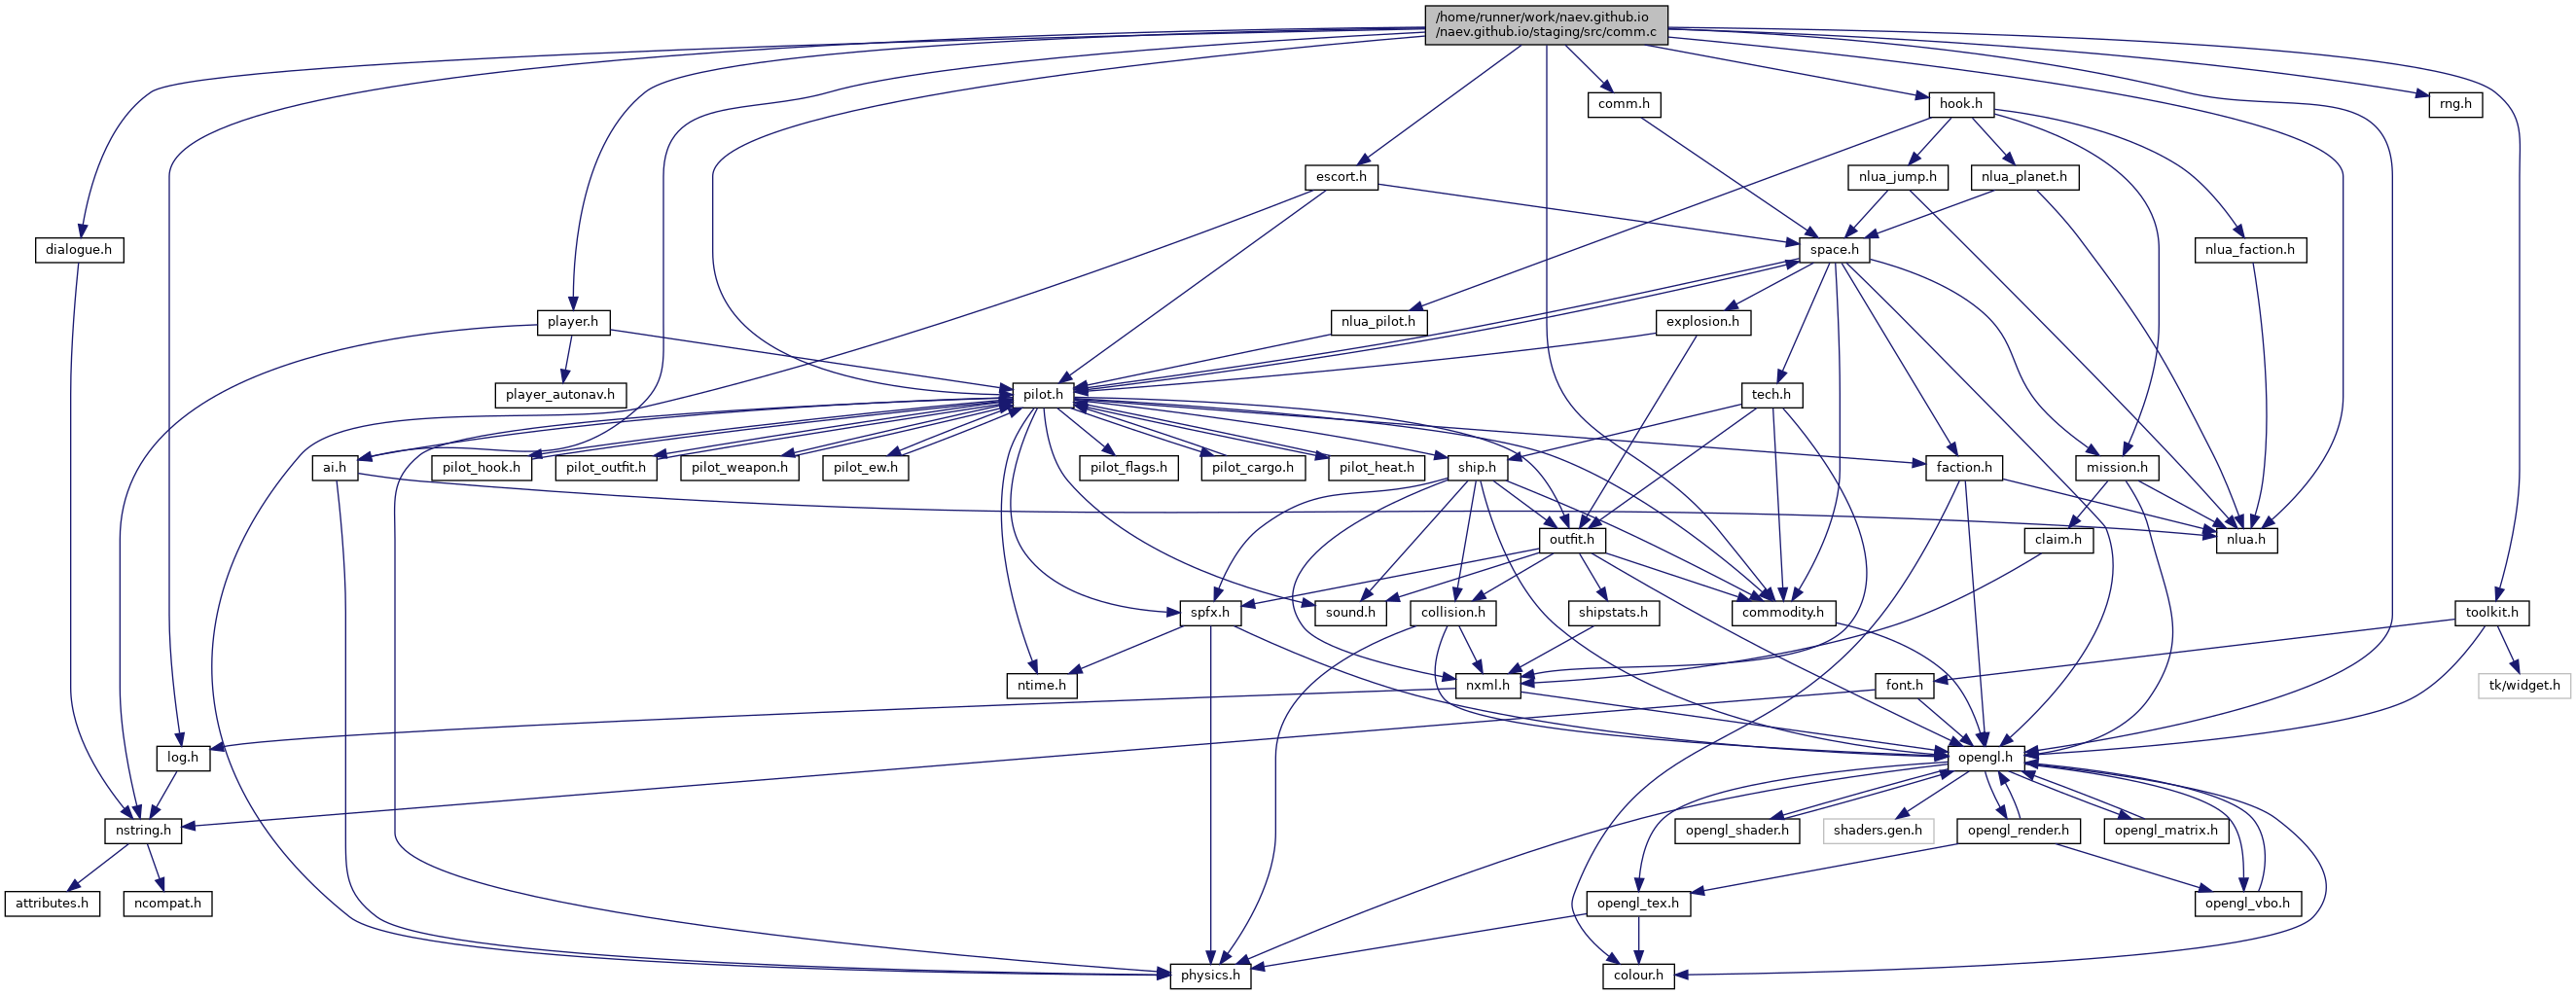 /home/runner/work/naev.github.io
/naev.github.io/staging/src/comm.c
comm.h
hook.h
rng.h
escort.h
nlua_jump.h
nlua_planet.h
dialogue.h
space.h
nlua_faction.h
player.h
nlua_pilot.h
explosion.h
player_autonav.h
pilot.h
tech.h
ai.h
pilot_hook.h
pilot_outfit.h
pilot_weapon.h
pilot_ew.h
pilot_flags.h
pilot_cargo.h
pilot_heat.h
ship.h
faction.h
mission.h
outfit.h
claim.h
nlua.h
spfx.h
sound.h
collision.h
shipstats.h
commodity.h
toolkit.h
ntime.h
nxml.h
font.h
tk/widget.h
log.h
opengl.h
nstring.h
opengl_shader.h
shaders.gen.h
opengl_render.h
opengl_matrix.h
attributes.h
ncompat.h
opengl_tex.h
opengl_vbo.h
physics.h
colour.h